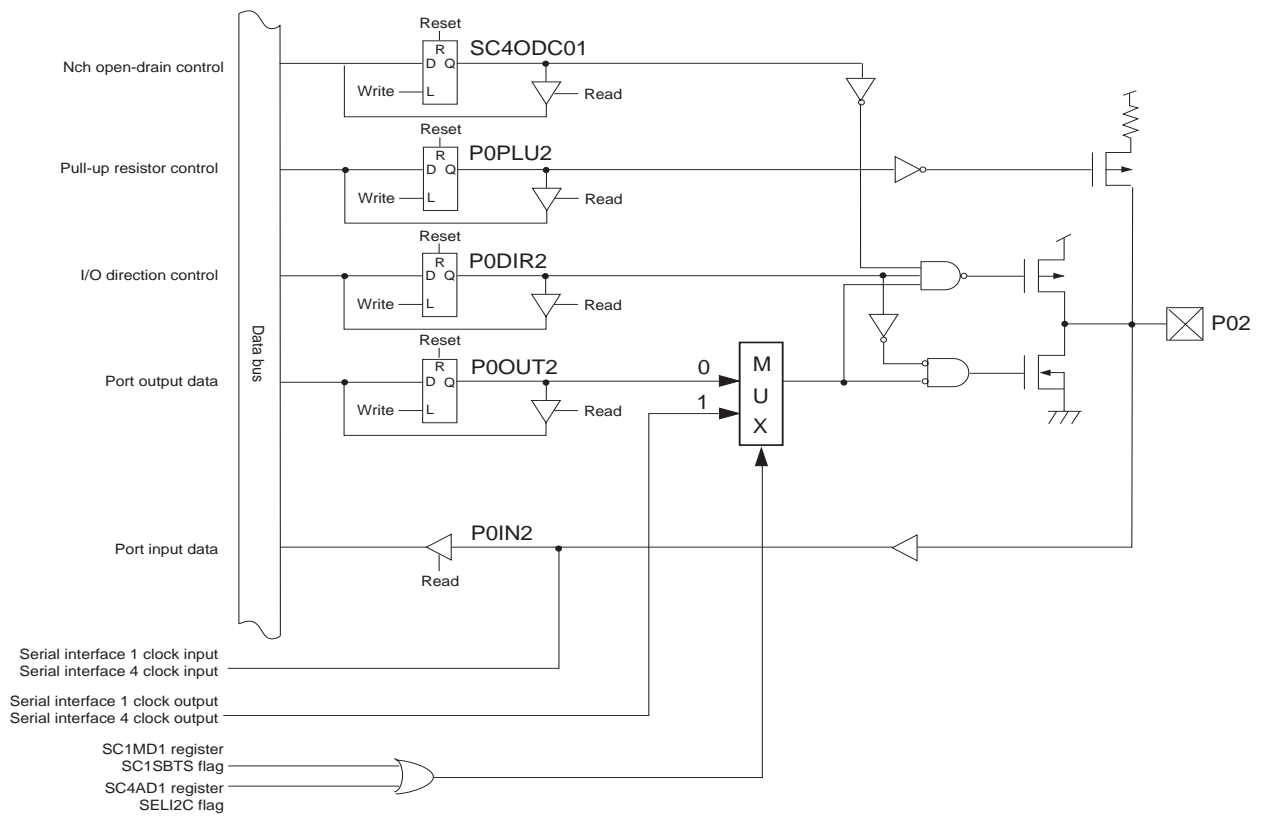 Reset
Nch open-drain control
R
D Q
L
SC4ODC01
Write
Read
Reset
Pull-up resistor control
R
D Q
L
P0PLU2
Write
Read
Reset
I/O direction control
R
D Q
L
P0DIR2
Write
Read
P02
Data bus
Reset
Port output data
R
D Q
L
P0OUT2
Write
Read
0
1
M
U
X
Port input data
P0IN2
Read
Serial interface 1 clock input
Serial interface 4 clock input
Serial interface 1 clock output
Serial interface 4 clock output
SC1MD1 register
SC1SBTS flag
SC4AD1 register
SELI2C flag